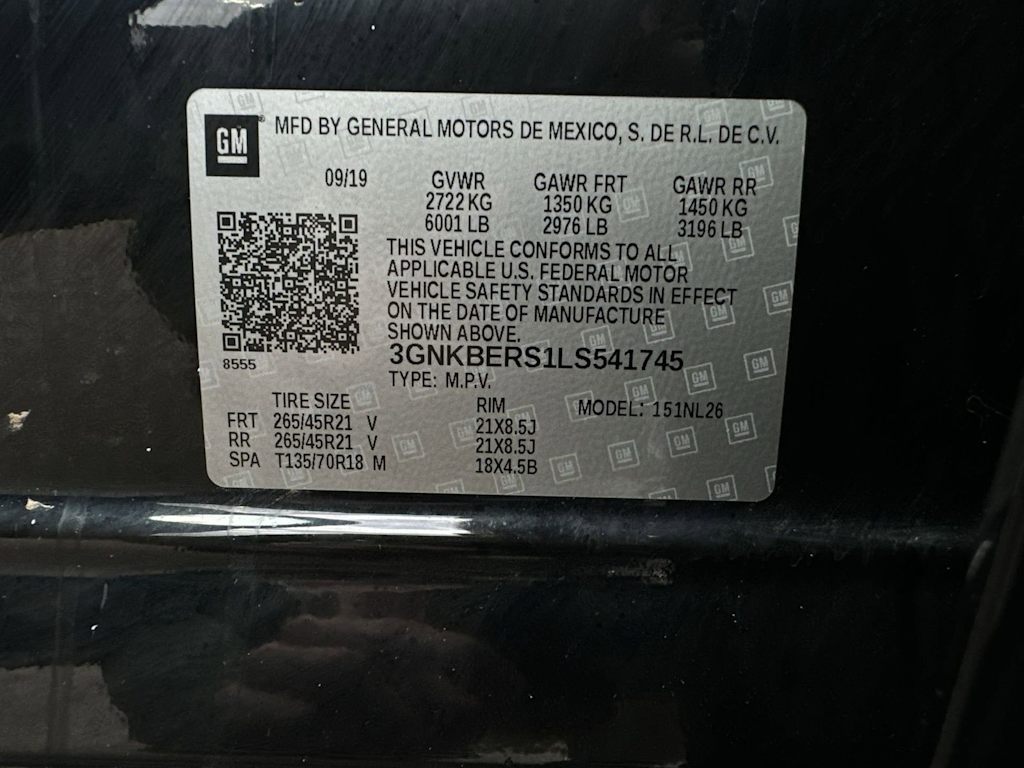 GM ® MFD BY GENERAL MOTORS DE MEXICO, S. DE R.L. DE C.V.
09/19 GVWR GAWR FRT GAWR RR
2722 KG 1350 KG 1450 KG
6001 LB 2976 LB 3196 LB
THIS VEHICLE CONFORMS TO ALL
APPLICABLE U.S. FEDERAL MOTOR
VEHICLE SAFETY STANDARDS IN EFFECT
ON THE DATE OF MANUFACTURE
SHOWN ABOVE.
3GNKBERS1LS541745
8555
TYPE: M.P.V.
TIRE SIZE RIM MODEL: 151NL26
FRT 265/45R21 V 21X8.5J
RR 265/45R21 V 21X8.5J
SPA T135/70R18 M 18X4.5B